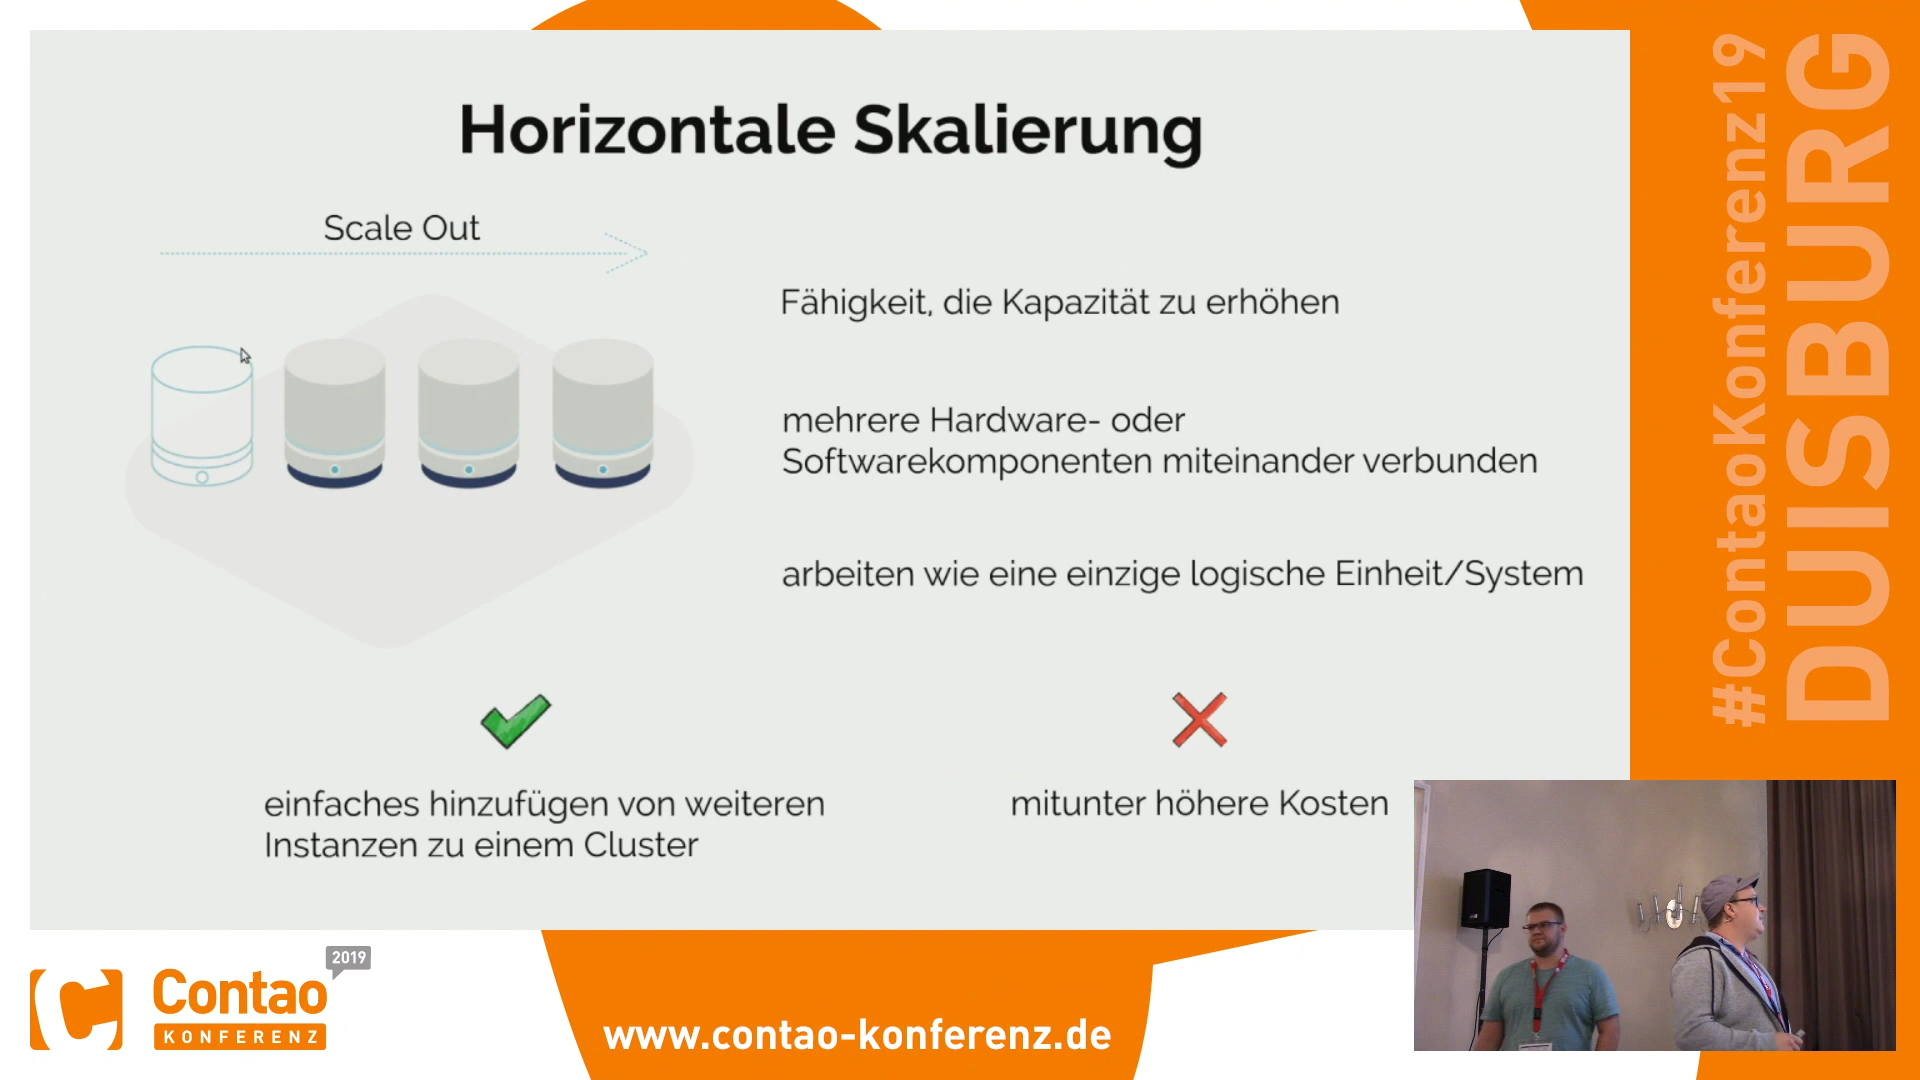 Horizontale Skalierung
Scale Out
Fähigkeit, die Kapazität zu erhöhen
mehrere Hardware- oder
Softwarekomponenten miteinander verbunden
arbeiten wie eine einzige logische Einheit/System
einfaches hinzufügen von weiteren
Instanzen zu einem Cluster
mitunter höhere Kosten
#ContaoKonferenz19
DUISBURG
2019
Contao
KONFERENZ
www.contao-konferenz.de